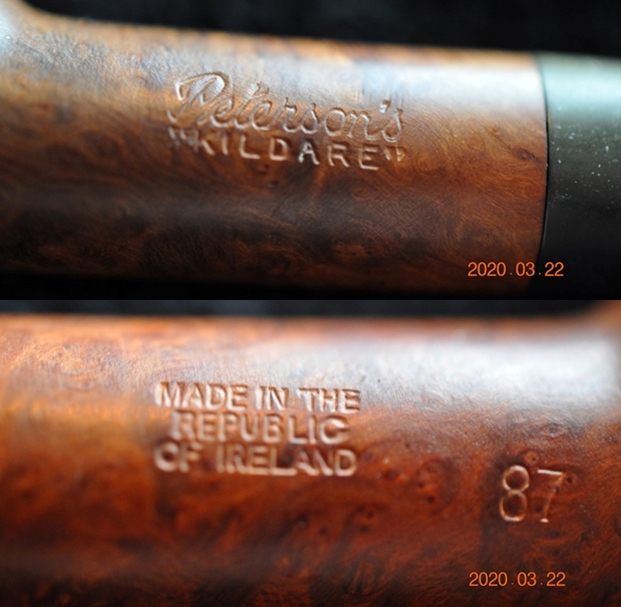 Peterson's
"KILDARE"
2020.03.22
MADE IN THE
REPUBLIC
OF IRELAND
87
2020.03.22